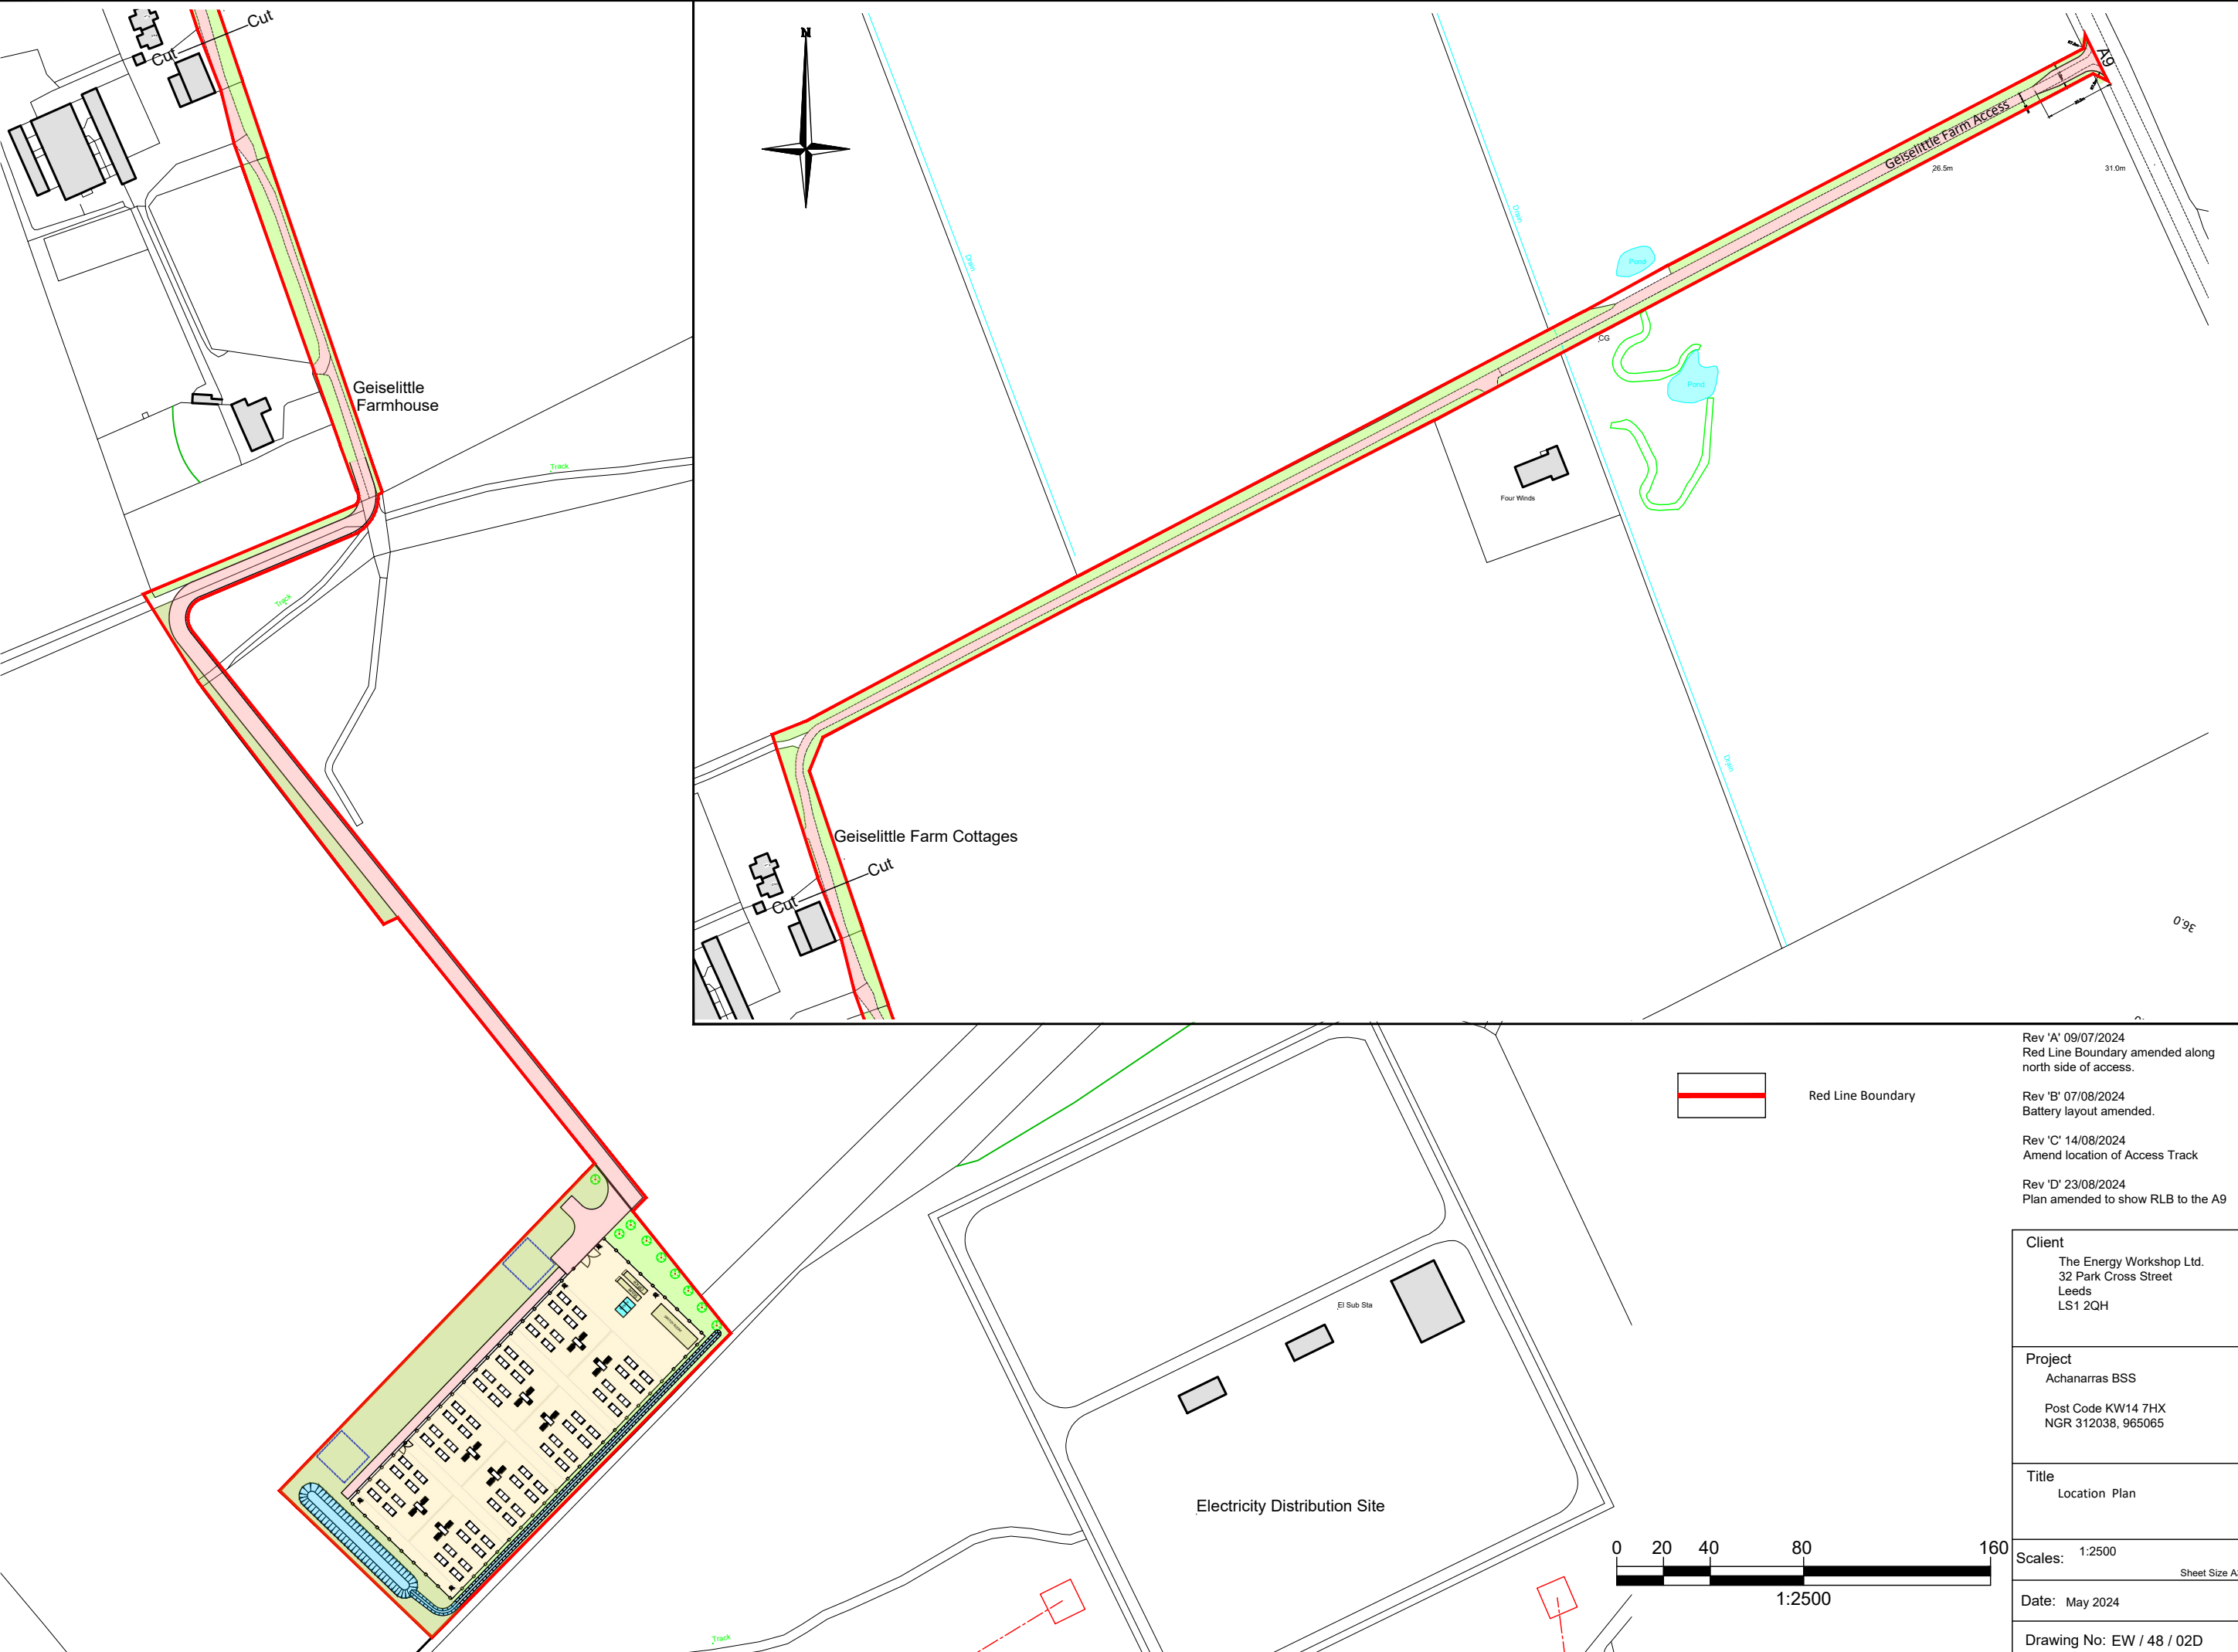 Cut
Cut
Geiselittle
Farmhouse
Track
Track
N
Drain
Drain
Pond
CG
Pond
Four Winds
Geiselittle Farm Access
A9
26.5m
31.0m
Drain
Geiselittle Farm Cottages
Cut
Cut
36.0
Red Line Boundary
Rev 'A' 09/07/2024
Red Line Boundary amended along
north side of access.
Rev 'B' 07/08/2024
Battery layout amended.
Rev 'C' 14/08/2024
Amend location of Access Track
Rev 'D' 23/08/2024
Plan amended to show RLB to the A9
Client
The Energy Workshop Ltd.
32 Park Cross Street
Leeds
LS1 2QH
Project
Achanarras BSS
Post Code KW14 7HX
NGR 312038, 965065
Title
Location Plan
Scales: 1:2500
Sheet Size
Date: May 2024
Drawing No: EW / 48 / 02D
El Sub Sta
Electricity Distribution Site
Track
0 20 40 80 160
1:2500